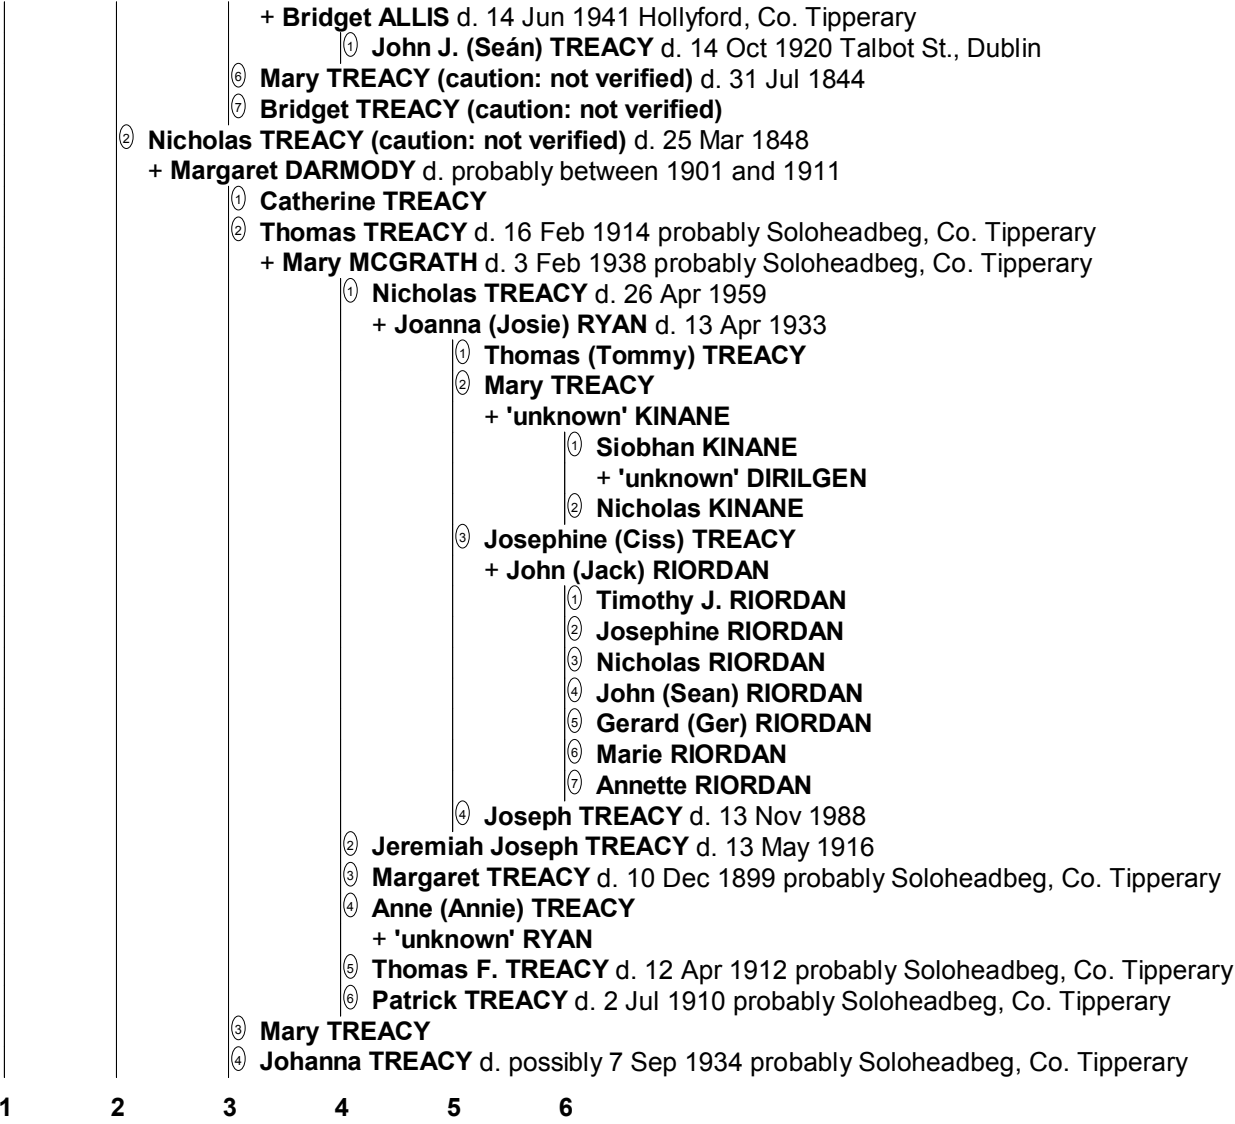 + Bridget ALLIS d. 14 Jun 1941 Hollyford, Co. Tipperary
1 John J. (Seán) TREACY d. 14 Oct 1920 Talbot St., Dublin
6 Mary TREACY (caution: not verified) d. 31 Jul 1844
7 Bridget TREACY (caution: not verified)
2 Nicholas TREACY (caution: not verified) d. 25 Mar 1848
+ Margaret DARMODY d. probably between 1901 and 1911
1 Catherine TREACY
2 Thomas TREACY d. 16 Feb 1914 probably Soloheadbeg, Co. Tipperary
+ Mary MCGRATH d. 3 Feb 1938 probably Soloheadbeg, Co. Tipperary
1 Nicholas TREACY d. 26 Apr 1959
+ Joanna (Josie) RYAN d. 13 Apr 1933
1 Thomas (Tommy) TREACY
2 Mary TREACY
+ 'unknown' KINANE
1 Siobhan KINANE
+ 'unknown' DIRILGEN
2 Nicholas KINANE
3 Josephine (Ciss) TREACY
+ John (Jack) RIORDAN
1 Timothy J. RIORDAN
2 Josephine RIORDAN
3 Nicholas RIORDAN
4 John (Sean) RIORDAN
5 Gerard (Ger) RIORDAN
6 Marie RIORDAN
7 Annette RIORDAN
4 Joseph TREACY d. 13 Nov 1988
2 Jeremiah Joseph TREACY d. 13 May 1916
3 Margaret TREACY d. 10 Dec 1899 probably Soloheadbeg, Co. Tipperary
4 Anne (Annie) TREACY
+ 'unknown' RYAN
5 Thomas F. TREACY d. 12 Apr 1912 probably Soloheadbeg, Co. Tipperary
6 Patrick TREACY d. 2 Jul 1910 probably Soloheadbeg, Co. Tipperary
3 Mary TREACY
4 Johanna TREACY d. possibly 7 Sep 1934 probably Soloheadbeg, Co. Tipperary
1 2 3 4 5 6